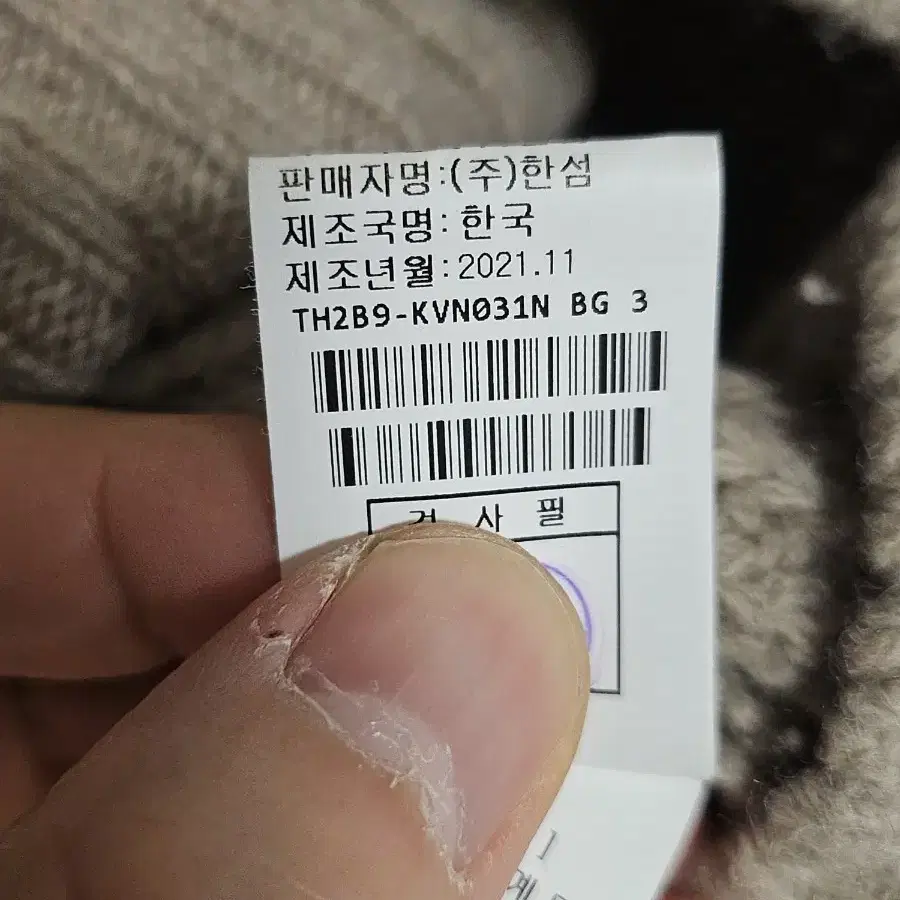 판매자명:(주)한섬
제조국명: 한국
제조년월:2021.11
TH2B9-KVN031N BG 3
사 필
1